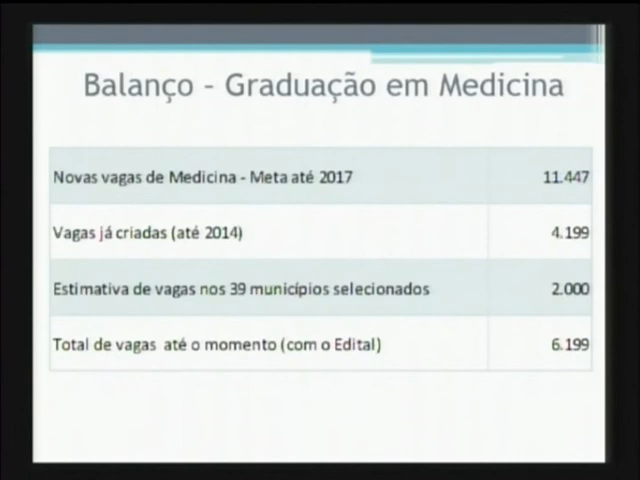 Balanço - Graduação em Medicina
Novas vagas de Medicina - Meta até 2017 11.447
Vagas já criadas (até 2014) 4.199
Estimativa de vagas nos 39 municípios selecionados 2.000
Total de vagas até o momento (com o Edital) 6.199